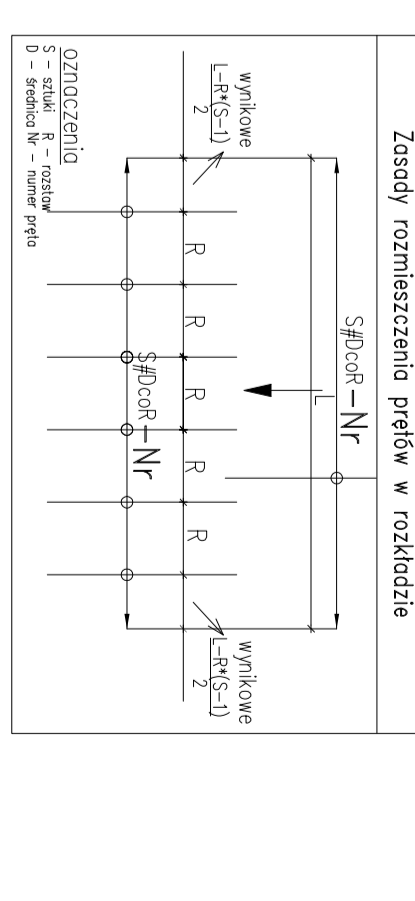 Zasady rozmieszczenia prętów w rozkładzie
S#DcoR–Nr
L
wynikowe
L–R*(S–1)
2
wynikowe
L–R*(S–1)
2
R
R
R
R
R
S#DcoR–Nr
oznaczenia
S – sztuki R – rozstaw
D – średnica Nr – numer pręta